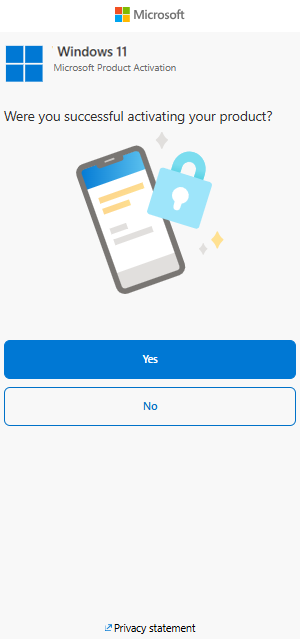 Microsoft
Windows 11
Microsoft Product Activation
Were you successful activating your product?
Yes
No
Privacy statement